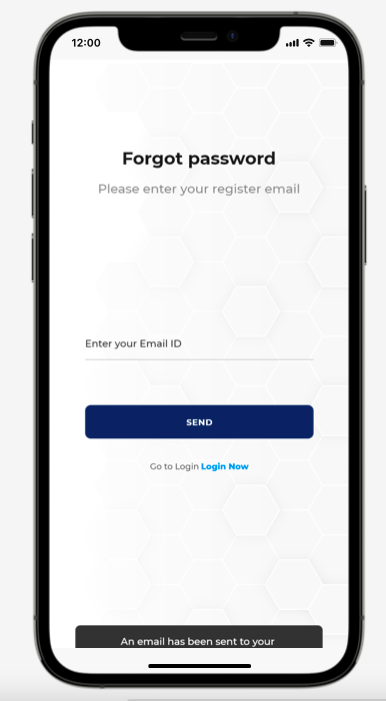 12:00
Forgot password
Please enter your register email
Enter your Email ID
SEND
Go to Login Login Now
An email has been sent to your